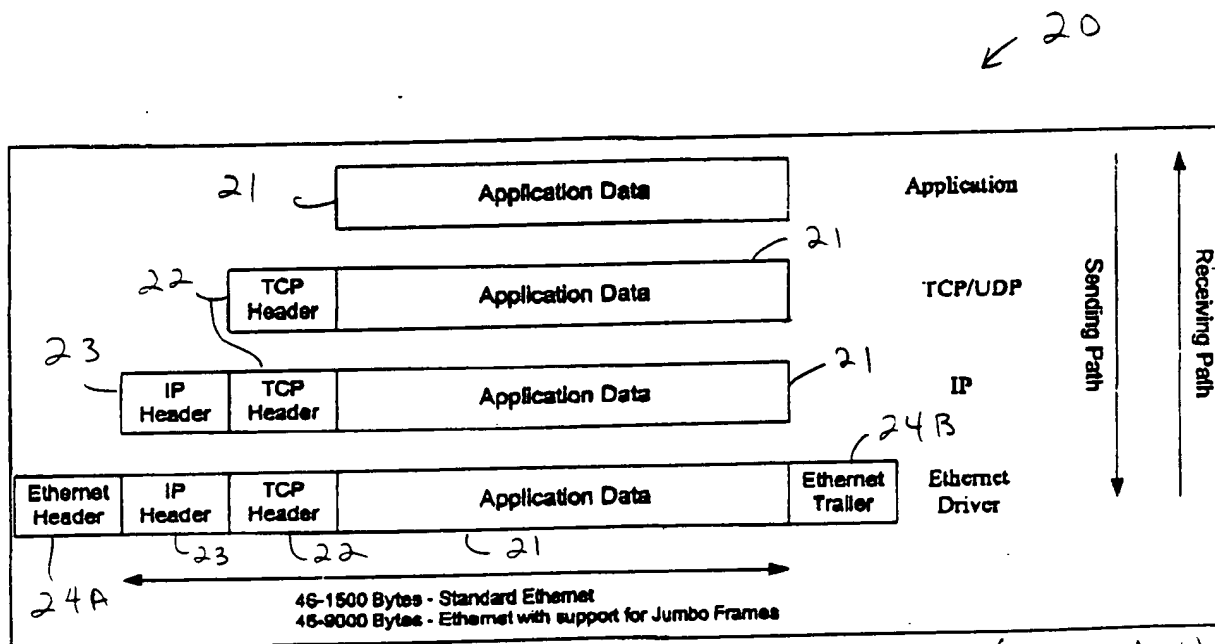 20
21 Application Data Application
22 TCP Header Application Data 21 TCP/UDP
23 IP Header TCP Header Application Data 21 IP
24B
Ethernet Header IP Header TCP Header Application Data Ethernet Trailer Ethernet Driver
24A 23 22 21
46-1500 Bytes - Standard Ethernet
46-9000 Bytes - Ethernet with support for Jumbo Frames
Sending Path
Receiving Path